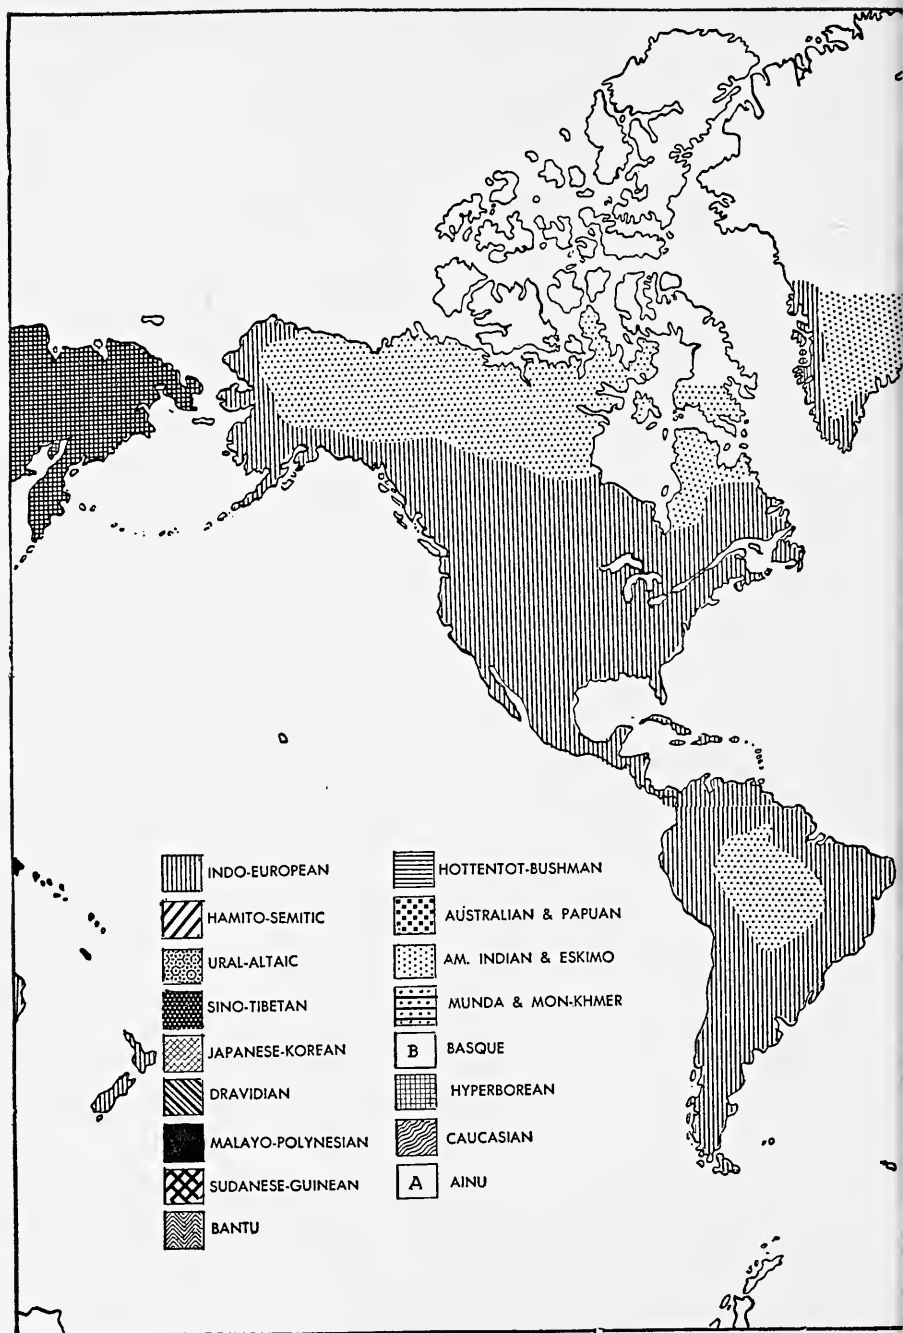 INDO-EUROPEAN
HAMITO-SEMITIC
URAL-ALTAIC
SINO-TIBETAN
JAPANESE-KOREAN
DRAVIDIAN
MALAYO-POLYNESIAN
SUDANESE-GUINEAN
BANTU
HOTTENTOT-BUSHMAN
AUSTRALIAN & PAPUAN
AM. INDIAN & ESKIMO
MUNDA & MON-KHMER
B BASQUE
HYPERBOREAN
CAUCASIAN
A AINU